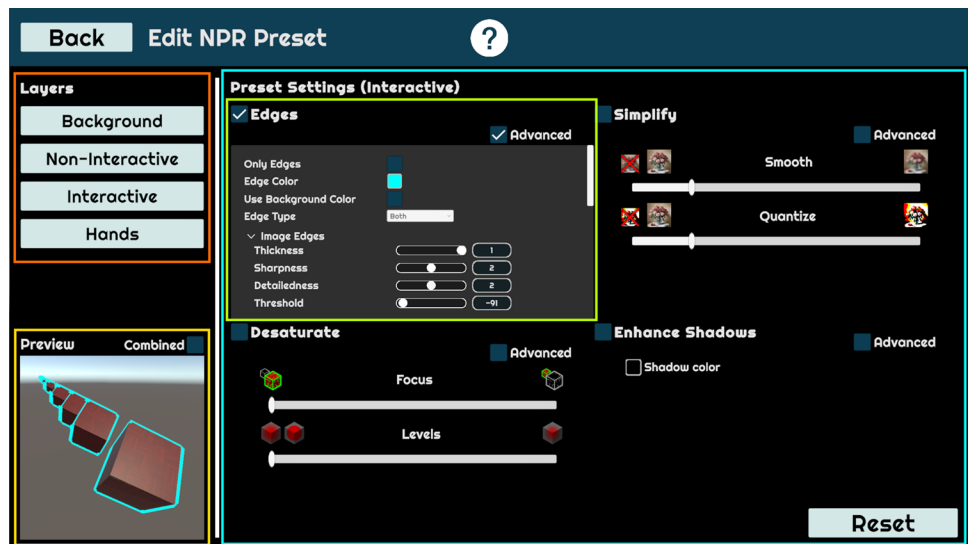 Back
Edit NPR Preset
?
Layers
Background
Non-Interactive
Interactive
Hands
Preview
Combined
Preset Settings (Interactive)
Edges
Advanced
Only Edges
Edge Color
Use Background Color
Edge Type
Both
Image Edges
Thickness
1
Sharpness
2
Detailedness
2
Threshold
-91
Simplify
Advanced
Smooth
Quantize
Desaturate
Advanced
Focus
Levels
Enhance Shadows
Advanced
Shadow color
Reset